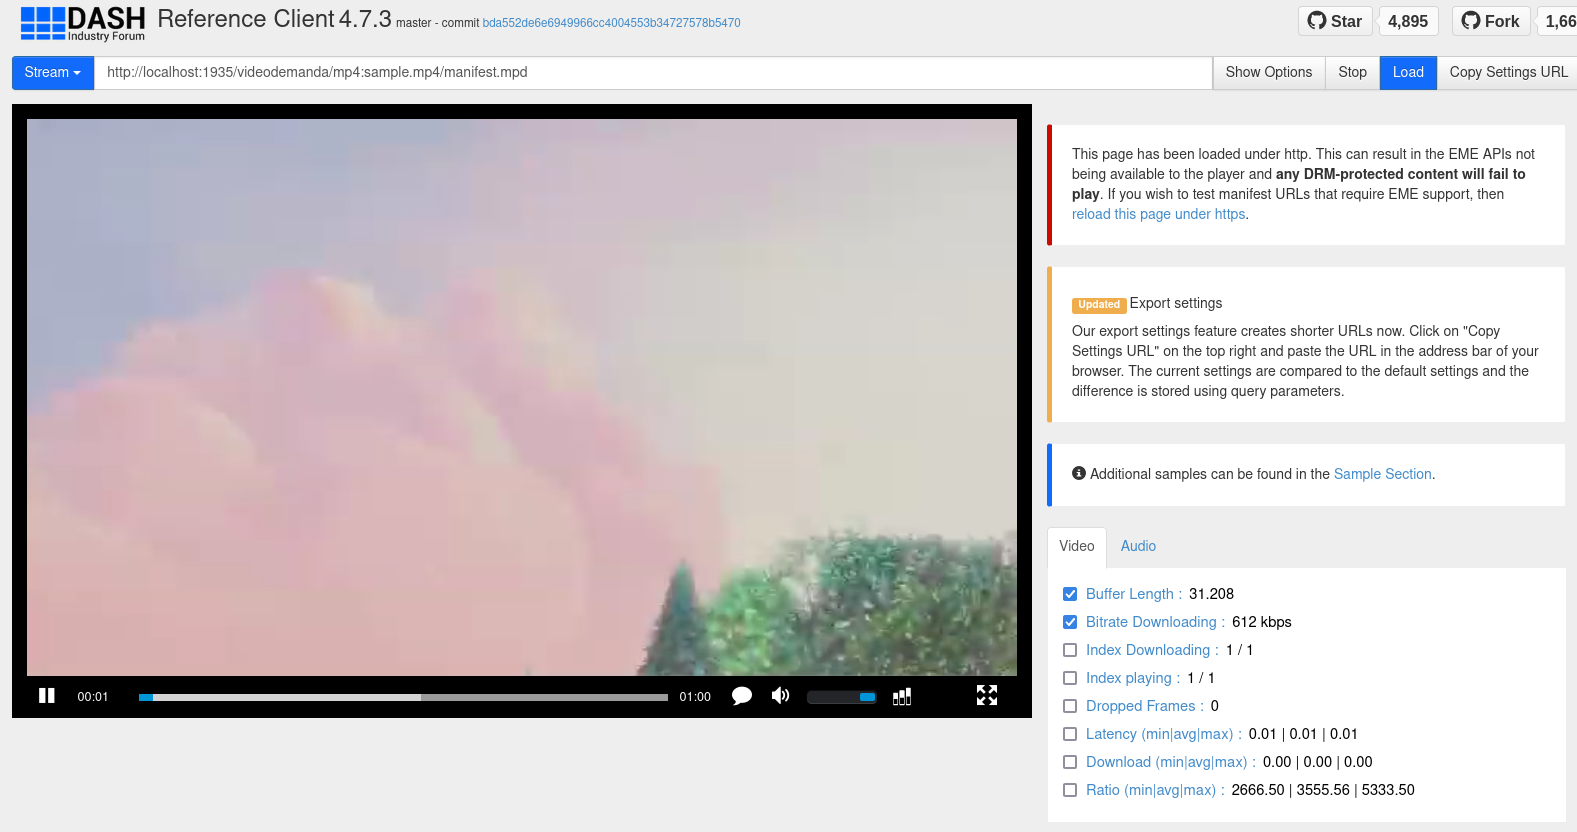 DASH
Industry Forum
Reference Client 4.7.3 master - commit bda552de6e6949966cc4004553b34727578b5470
Star 4,895 Fork 1,66
Stream http://localhost:1935/videodemanda/mp4:sample.mp4/manifest.mpd Show Options Stop Load Copy Settings URL
This page has been loaded under http. This can result in the EME APIs not
being available to the player and any DRM-protected content will fail to
play. If you wish to test manifest URLs that require EME support, then
reload this page under https.
Updated Export settings
Our export settings feature creates shorter URLs now. Click on "Copy
Settings URL" on the top right and paste the URL in the address bar of your
browser. The current settings are compared to the default settings and the
difference is stored using query parameters.
Additional samples can be found in the Sample Section.
Video Audio
Buffer Length : 31.208
Bitrate Downloading : 612 kbps
Index Downloading : 1 / 1
Index playing : 1 / 1
Dropped Frames : 0
Latency (min|avg|max) : 0.01 | 0.01 | 0.01
Download (min|avg|max) : 0.00 | 0.00 | 0.00
Ratio (min|avg|max) : 2666.50 | 3555.56 | 5333.50
00:01 01:00